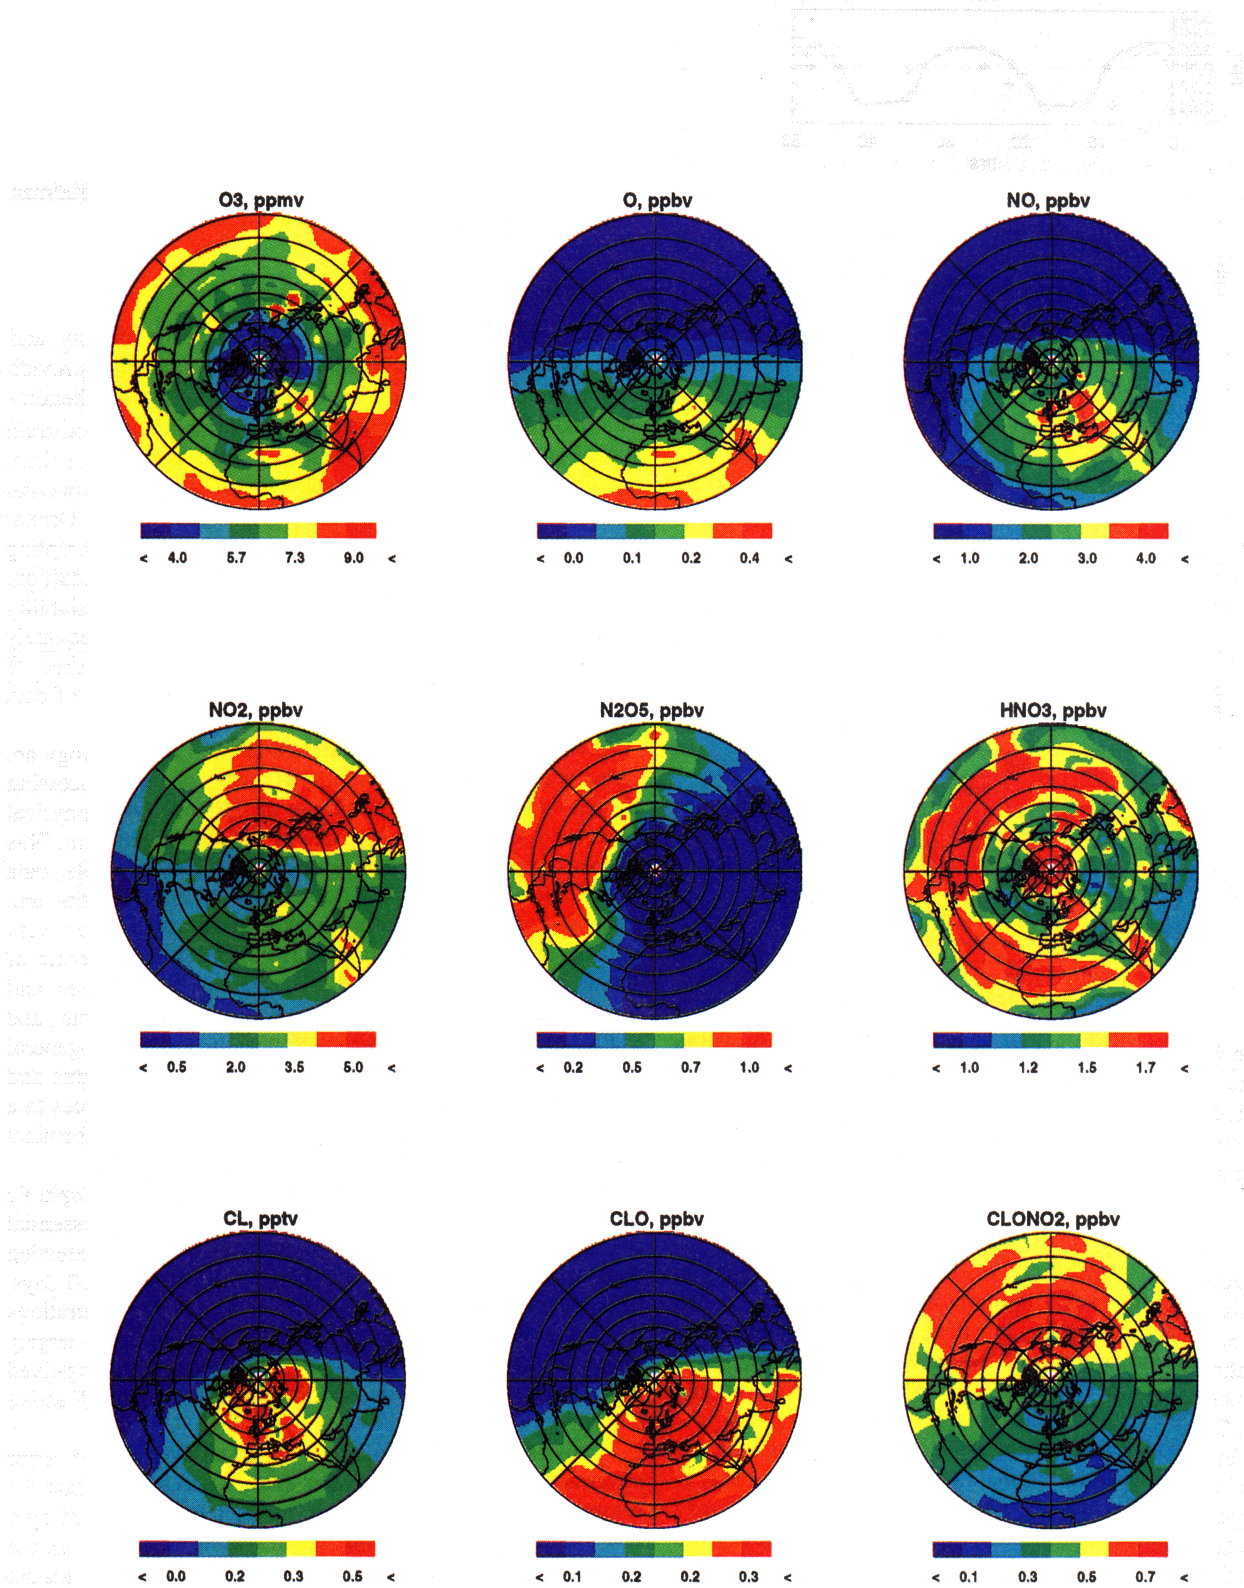 O3, ppmv
O, ppbv
NO, ppbv
< 4.0 5.7 7.3 9.0 <
< 0.0 0.1 0.2 0.4 <
< 1.0 2.0 3.0 4.0 <
NO2, ppbv
N2O5, ppbv
HNO3, ppbv
< 0.5 2.0 3.5 5.0 <
< 0.2 0.5 0.7 1.0 <
< 1.0 1.2 1.5 1.7 <
CL, pptv
CLO, ppbv
CLONO2, ppbv
< 0.0 0.2 0.3 0.5 <
< 0.1 0.2 0.2 0.3 <
< 0.1 0.3 0.5 0.7 <